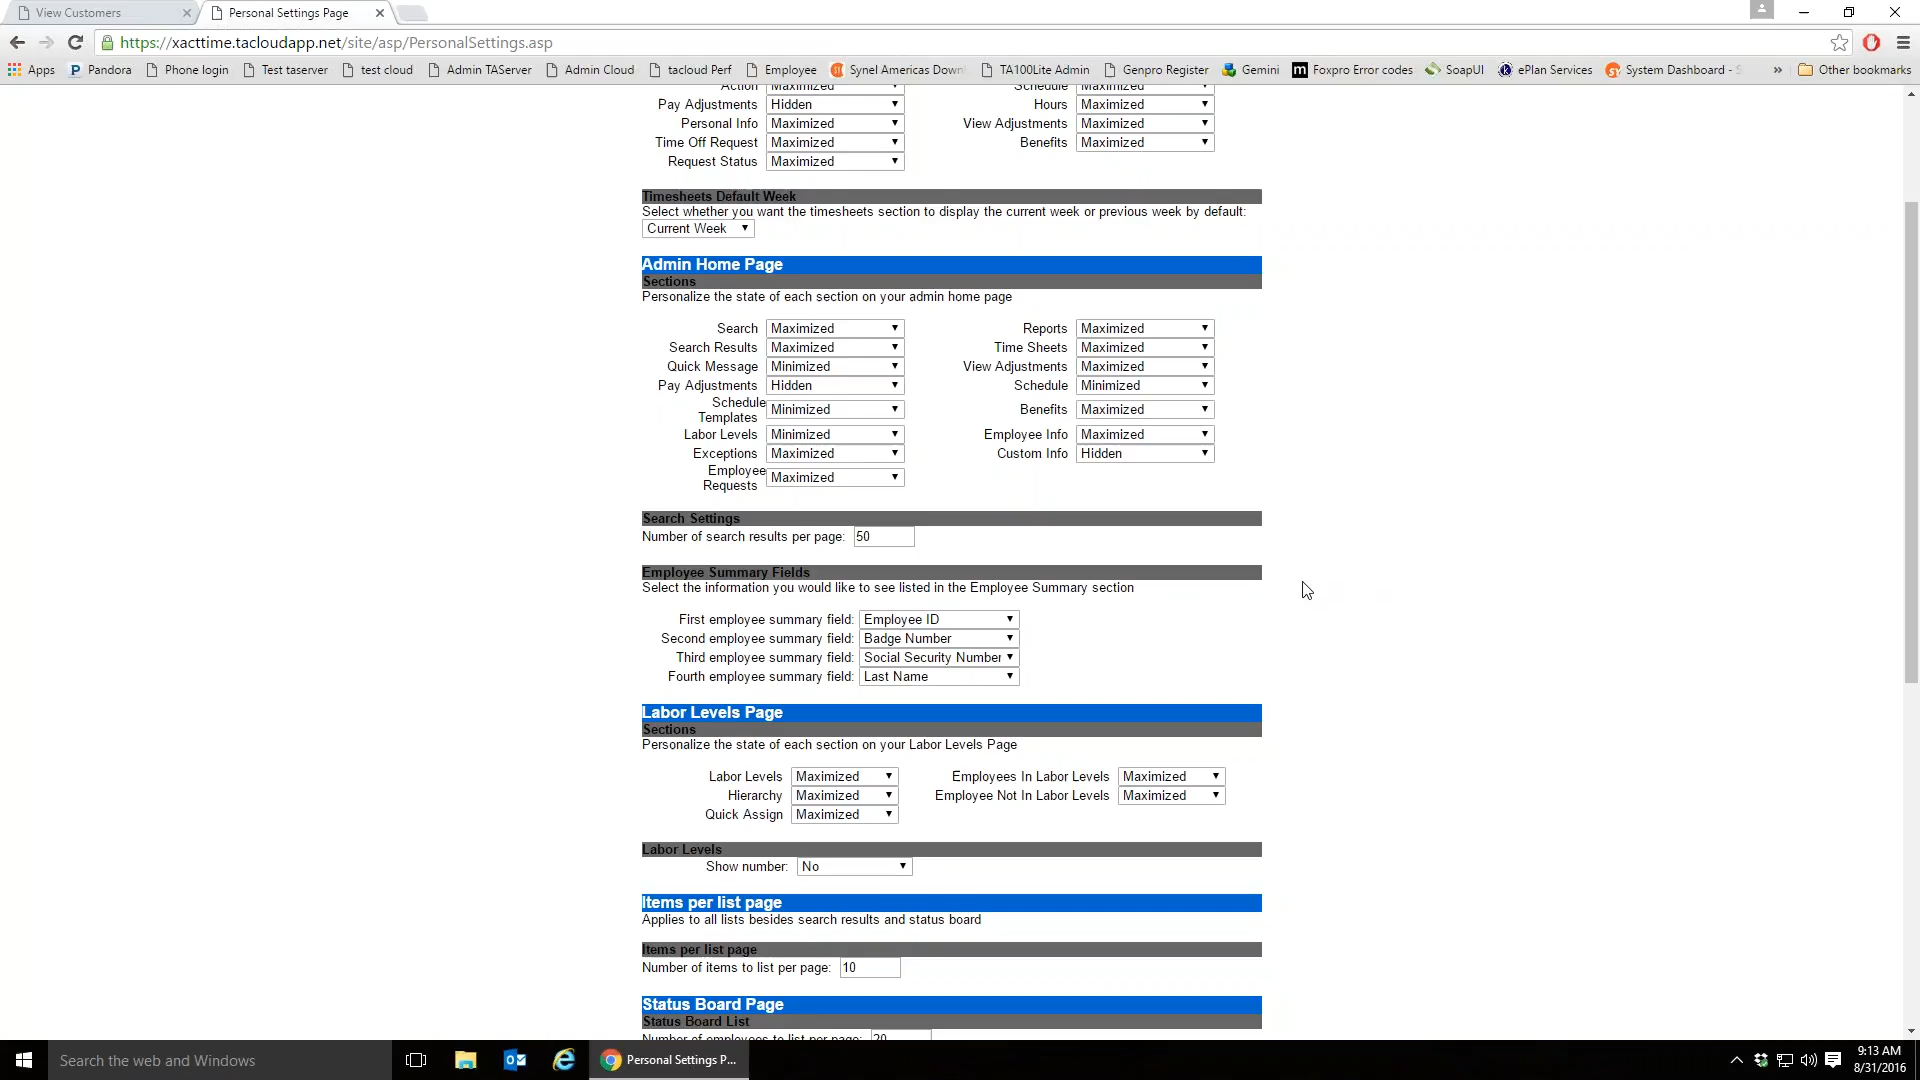 View Customers
Personal Settings Page
https://xacttime.tacloudapp.net/site/asp/PersonalSettings.asp
Apps Pandora Phone login Test taserver test cloud Admin TAServer Admin Cloud tacloud Perf Employee Synel Americas Down TA100Lite Admin Genpro Register Gemini Foxpro Error codes SoapUI ePlan Services System Dashboard - » Other bookmarks
Action Maximized Schedule Maximized
Pay Adjustments Hidden Hours Maximized
Personal Info Maximized View Adjustments Maximized
Time Off Request Maximized Benefits Maximized
Request Status Maximized
Timesheets Default Week
Select whether you want the timesheets section to display the current week or previous week by default:
Current Week
Admin Home Page
Sections
Personalize the state of each section on your admin home page
Search Maximized Reports Maximized
Search Results Maximized Time Sheets Maximized
Quick Message Minimized View Adjustments Maximized
Pay Adjustments Hidden Schedule Minimized
Schedule
Templates Minimized Benefits Maximized
Labor Levels Minimized Employee Info Maximized
Exceptions Maximized Custom Info Hidden
Employee
Requests Maximized
Search Settings
Number of search results per page: 50
Employee Summary Fields
Select the information you would like to see listed in the Employee Summary section
First employee summary field: Employee ID
Second employee summary field: Badge Number
Third employee summary field: Social Security Number
Fourth employee summary field: Last Name
Labor Levels Page
Sections
Personalize the state of each section on your Labor Levels Page
Labor Levels Maximized Employees In Labor Levels Maximized
Hierarchy Maximized Employee Not In Labor Levels Maximized
Quick Assign Maximized
Labor Levels
Show number: No
Items per list page
Applies to all lists besides search results and status board
Items per list page
Number of items to list per page: 10
Status Board Page
Status Board List
Number of employees to list per page: 20
Search the web and Windows
Personal Settings P...
9:13 AM
8/31/2016